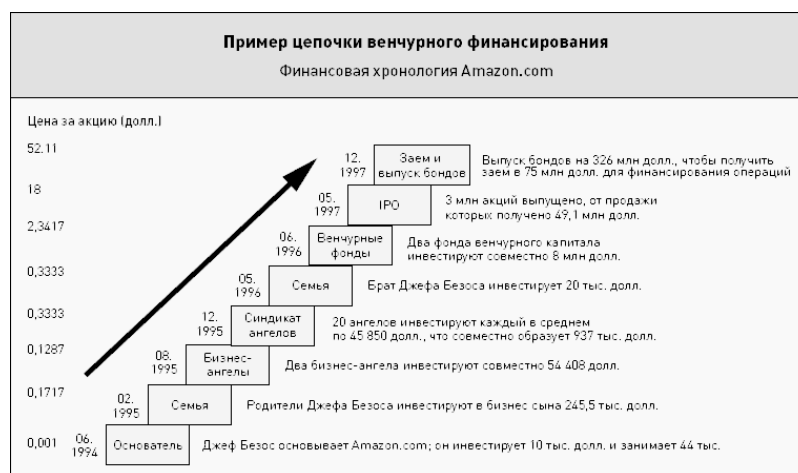 Пример цепочки венчурного финансирования
Финансовая хронология Amazon.com
Цена за акцию (долл.)
52.11
12.
1997
Заем и
выпуск бондов
Выпуск бондов на 326 млн долл., чтобы получить
заем в 75 млн долл. для финансирования операций
18
05.
1997
IPO
3 млн акций выпущено, от продажи
которых получено 49,1 млн долл.
2,3417
06.
1996
Венчурные
фонды
Два фонда венчурного капитала
инвестируют совместно 8 млн долл.
0,3333
05.
1996
Семья
Брат Джефа Безоса инвестирует 20 тыс. долл.
0,3333
12.
1995
Синдикат
ангелов
20 ангелов инвестируют каждый в среднем
по 45 850 долл., что совместно образует 937 тыс. долл.
0,1287
08.
1995
Бизнес-
ангелы
Два бизнес-ангела инвестируют совместно 54 408 долл.
0,1717
02.
1995
Семья
Родители Джефа Безоса инвестируют в бизнес сына 245,5 тыс. долл.
0,001
06.
1994
Основатель
Джеф Безос основывает Amazon.com; он инвестирует 10 тыс. долл. и занимает 44 тыс.